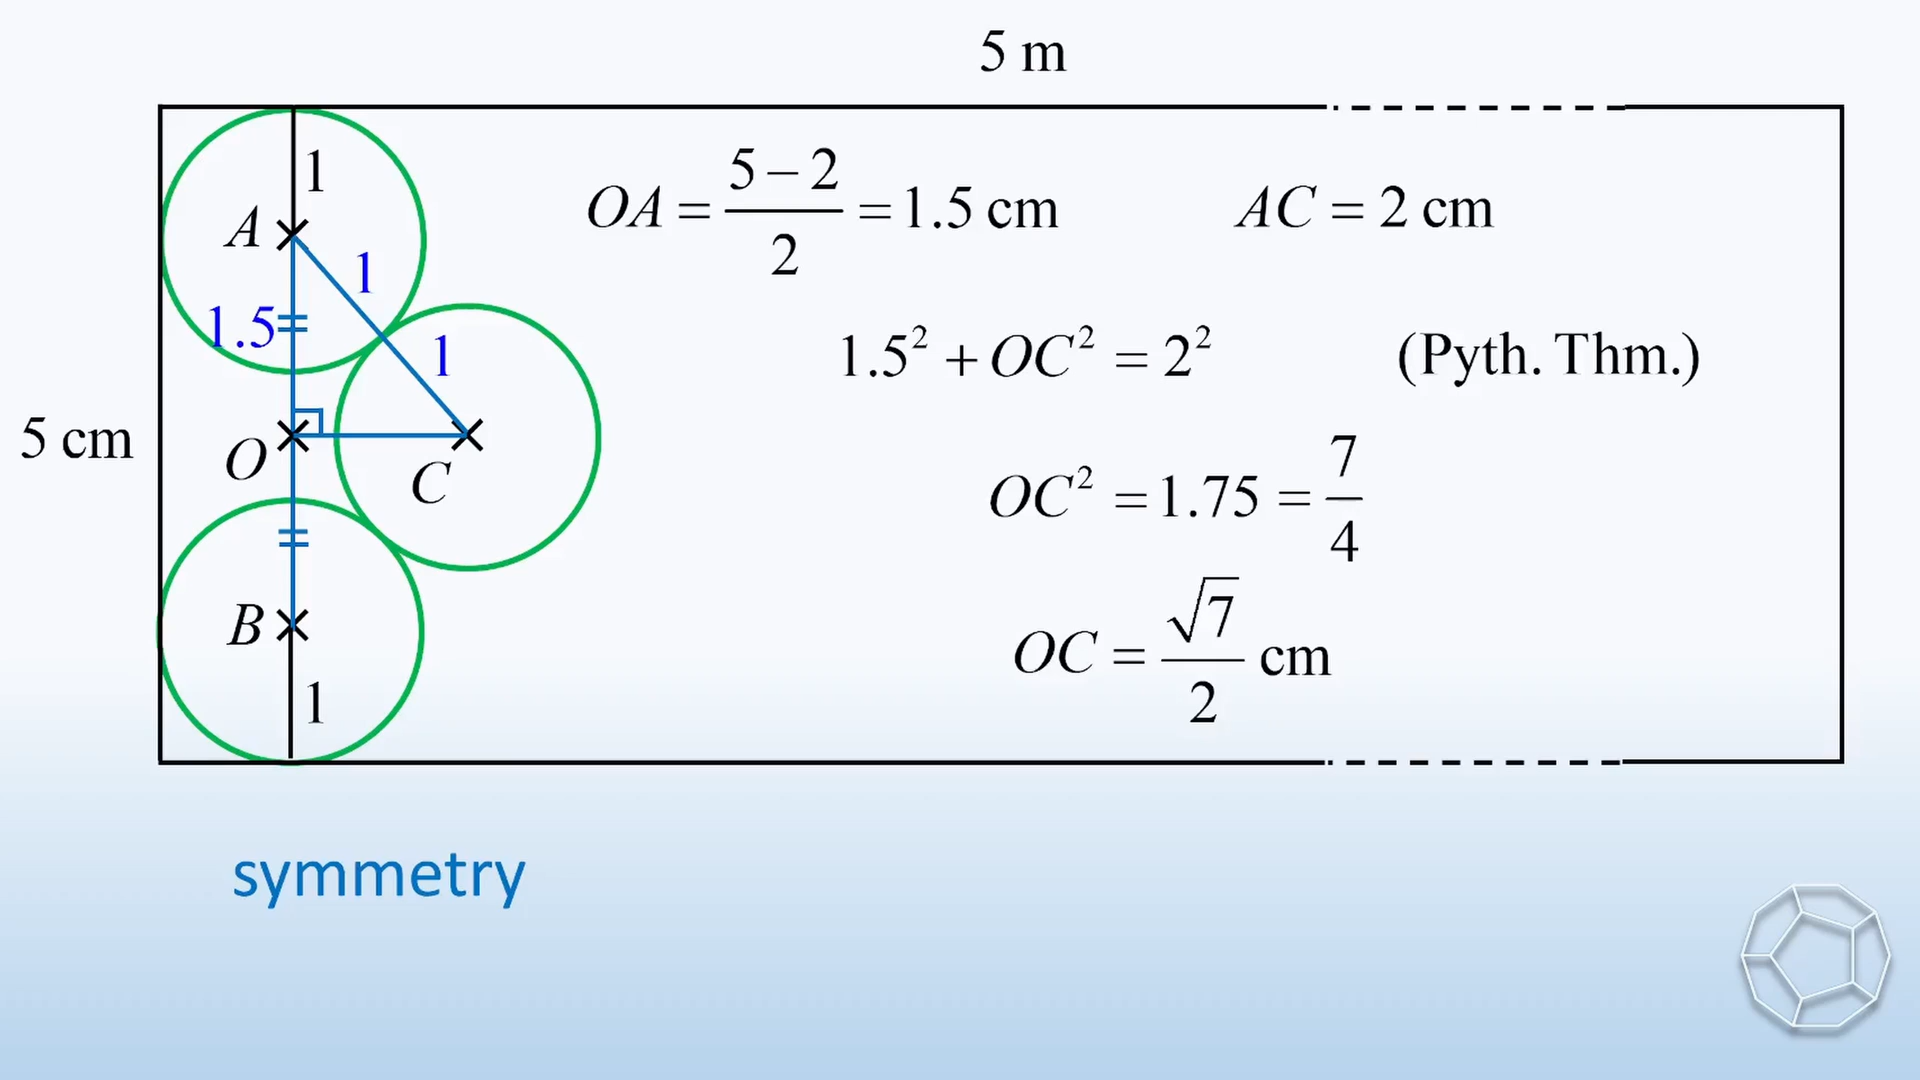 5 m
1
A
1
1.5
1
5 cm
O
C
B
1
OA = (5 − 2)/2 = 1.5 cm
AC = 2 cm
1.5² + OC² = 2² (Pyth. Thm.)
OC² = 1.75 = 7/4
OC = √7/2 cm
symmetry